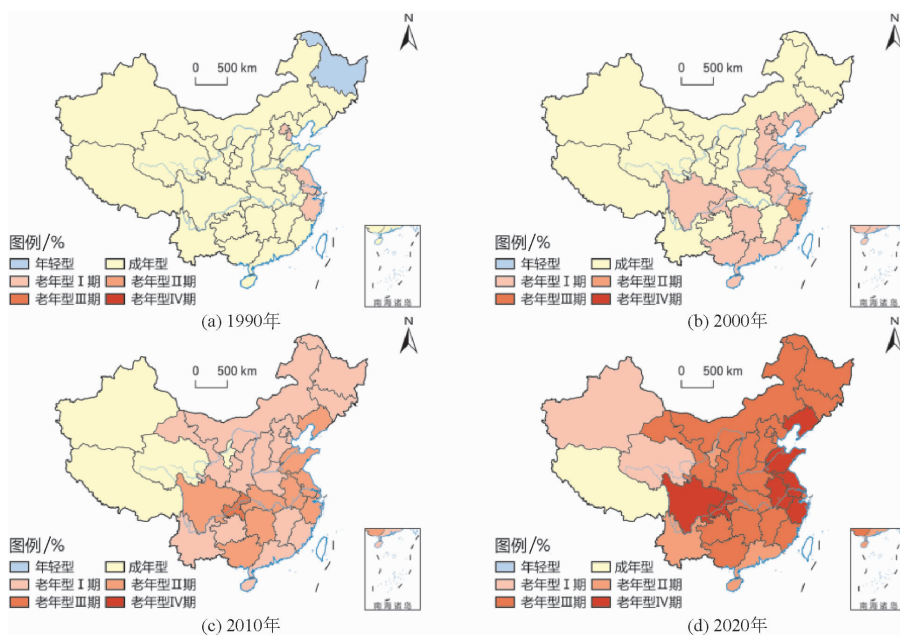 N
0 500 km
图例/%
年轻型 成年型
老年型Ⅰ期 老年型Ⅱ期
老年型Ⅲ期 老年型Ⅳ期
南海诸岛
(a) 1990年
N
0 500 km
图例/%
年轻型 成年型
老年型Ⅰ期 老年型Ⅱ期
老年型Ⅲ期 老年型Ⅳ期
南海诸岛
(b) 2000年
N
0 500 km
图例/%
年轻型 成年型
老年型Ⅰ期 老年型Ⅱ期
老年型Ⅲ期 老年型Ⅳ期
南海诸岛
(c) 2010年
N
0 500 km
图例/%
年轻型 成年型
老年型Ⅰ期 老年型Ⅱ期
老年型Ⅲ期 老年型Ⅳ期
南海诸岛
(d) 2020年